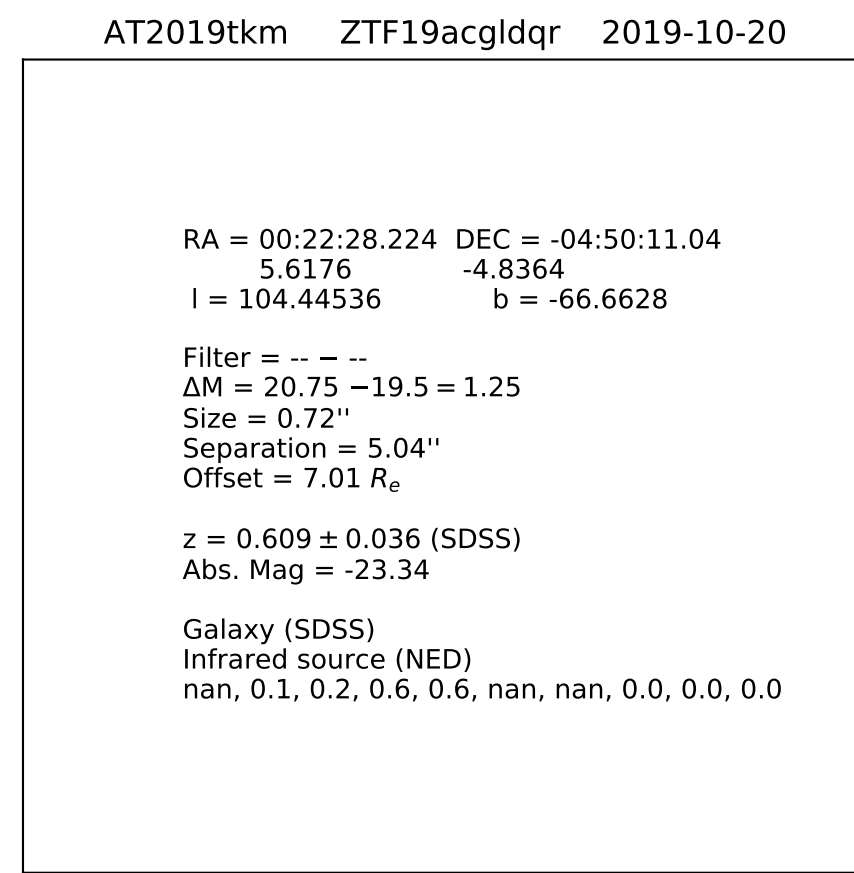 AT2019tkm ZTF19acgldqr 2019-10-20
RA = 00:22:28.224 DEC = -04:50:11.04
5.6176 -4.8364
l = 104.44536 b = -66.6628
Filter = -- − --
ΔM = 20.75 −19.5 = 1.25
Size = 0.72''
Separation = 5.04''
Offset = 7.01 Rₑ
z = 0.609 ± 0.036 (SDSS)
Abs. Mag = -23.34
Galaxy (SDSS)
Infrared source (NED)
nan, 0.1, 0.2, 0.6, 0.6, nan, nan, 0.0, 0.0, 0.0